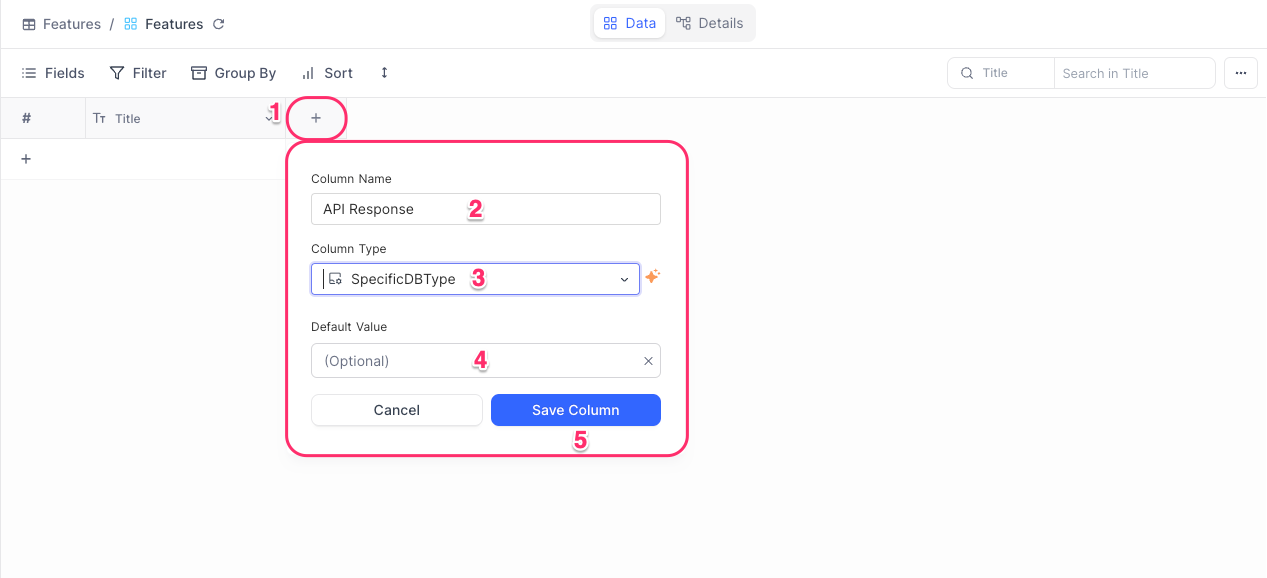 Features / Features
Data Details
Fields Filter Group By Sort
Title Search in Title
# Title 1 +
+
Column Name
API Response 2
Column Type
SpecificDBType 3
Default Value
(Optional) 4
Cancel Save Column
5